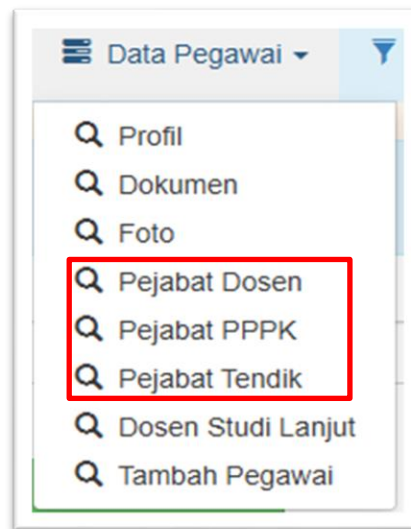 Data Pegawai
Profil
Dokumen
Foto
Pejabat Dosen
Pejabat PPPK
Pejabat Tendik
Dosen Studi Lanjut
Tambah Pegawai